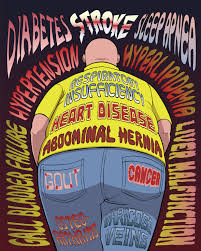 DIABETES
STROKE
SLEEP APNEA
HYPERTENSION
GALL BLADDER FAILURE
LIVER MALFUNCTION
RESPIRATORY
INSUFFICIENCY
HEART DISEASE
ABDOMINAL HERNIA
GOUT
CANCER
VARICOSE
VEINS